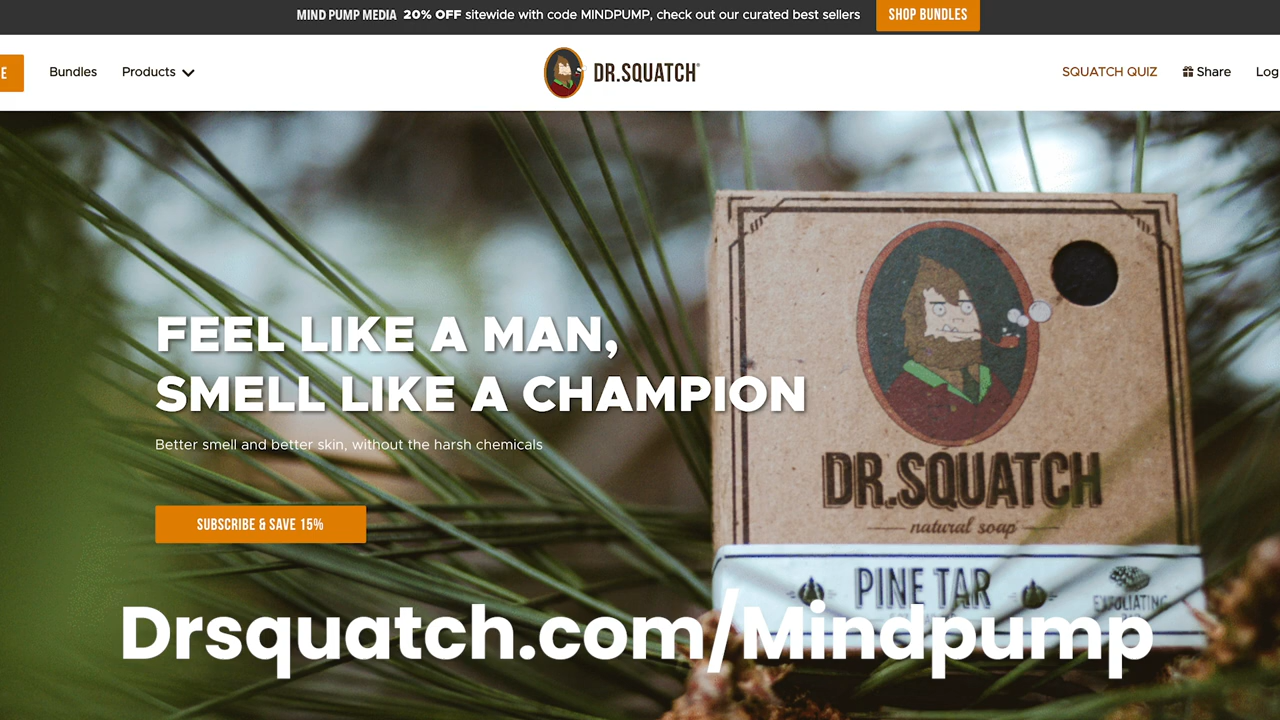 MIND PUMP MEDIA 20% OFF sitewide with code MINDPUMP, check out our curated best sellers SHOP BUNDLES
E Bundles Products DR.SQUATCH® SQUATCH QUIZ Share Log
FEEL LIKE A MAN,
SMELL LIKE A CHAMPION
Better smell and better skin, without the harsh chemicals
SUBSCRIBE & SAVE 15%
DR.SQUATCH
natural soap
PINE TAR
EXFOLIATING
Drsquatch.com/Mindpump